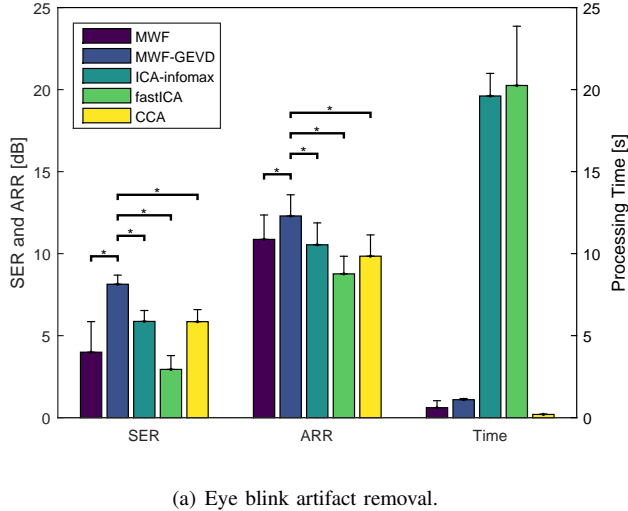 25
20
15
10
5
0
SER and ARR [dB]
MWF
MWF-GEVD
ICA-infomax
fastICA
CCA
* * * *
* * * *
25
20
15
10
5
0
Processing Time [s]
SER ARR Time
(a) Eye blink artifact removal.